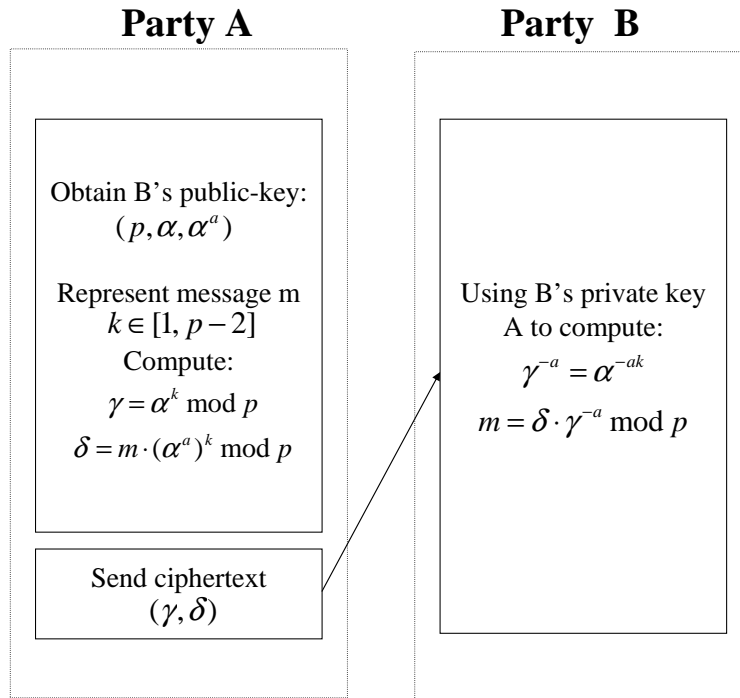 Party A
Obtain B's public-key:
(p, α, α^a)
Represent message m
k ∈ [1, p − 2]
Compute:
γ = α^k mod p
δ = m · (α^a)^k mod p
Send ciphertext
(γ, δ)
Party B
Using B's private key
A to compute:
γ^{-a} = α^{-ak}
m = δ · γ^{-a} mod p